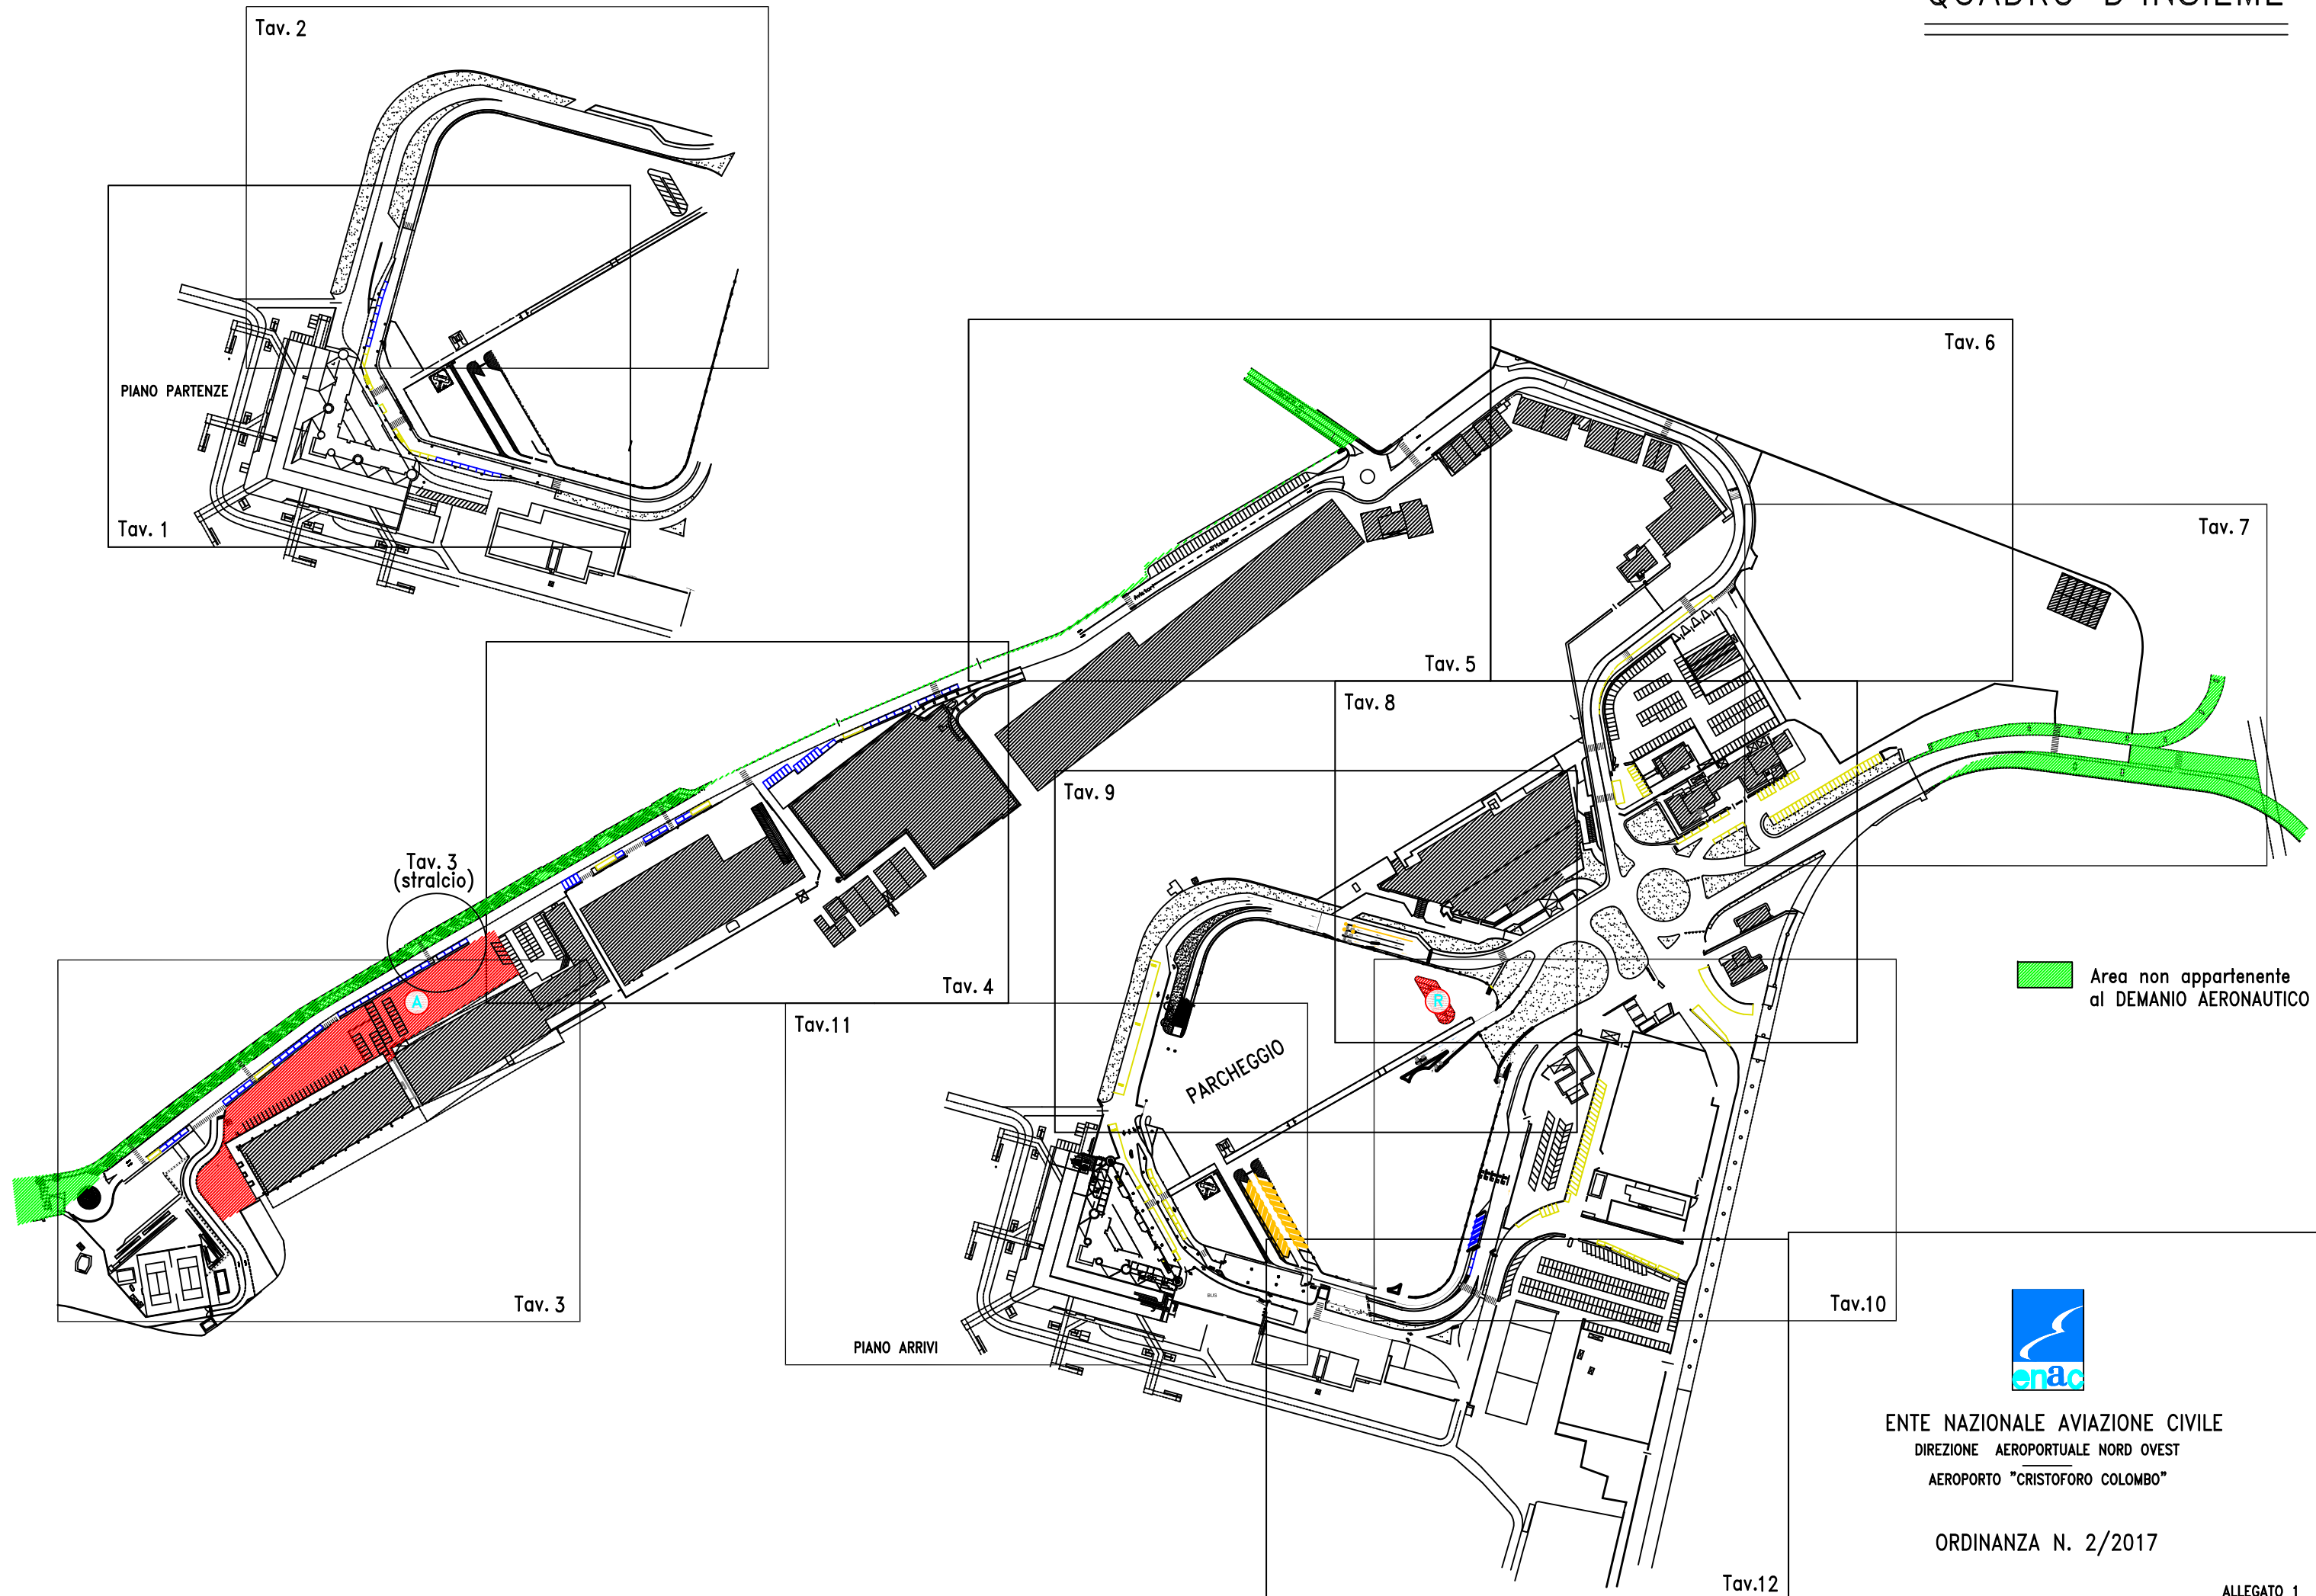 QUADRO D'INSIEME
Tav. 2
Tav. 6
PIANO PARTENZE
Tav. 1
Tav. 7
Tav. 5
Tav. 8
Tav. 9
Tav. 3
(stralcio)
Tav. 4
A
R
Area non appartenente
al DEMANIO AERONAUTICO
Tav.11
PARCHEGGIO
BUS
Tav. 3
Tav.10
PIANO ARRIVI
enac
ENTE NAZIONALE AVIAZIONE CIVILE
DIREZIONE AEROPORTUALE NORD OVEST
AEROPORTO "CRISTOFORO COLOMBO"
ORDINANZA N. 2/2017
Tav.12
ALLEGATO 1